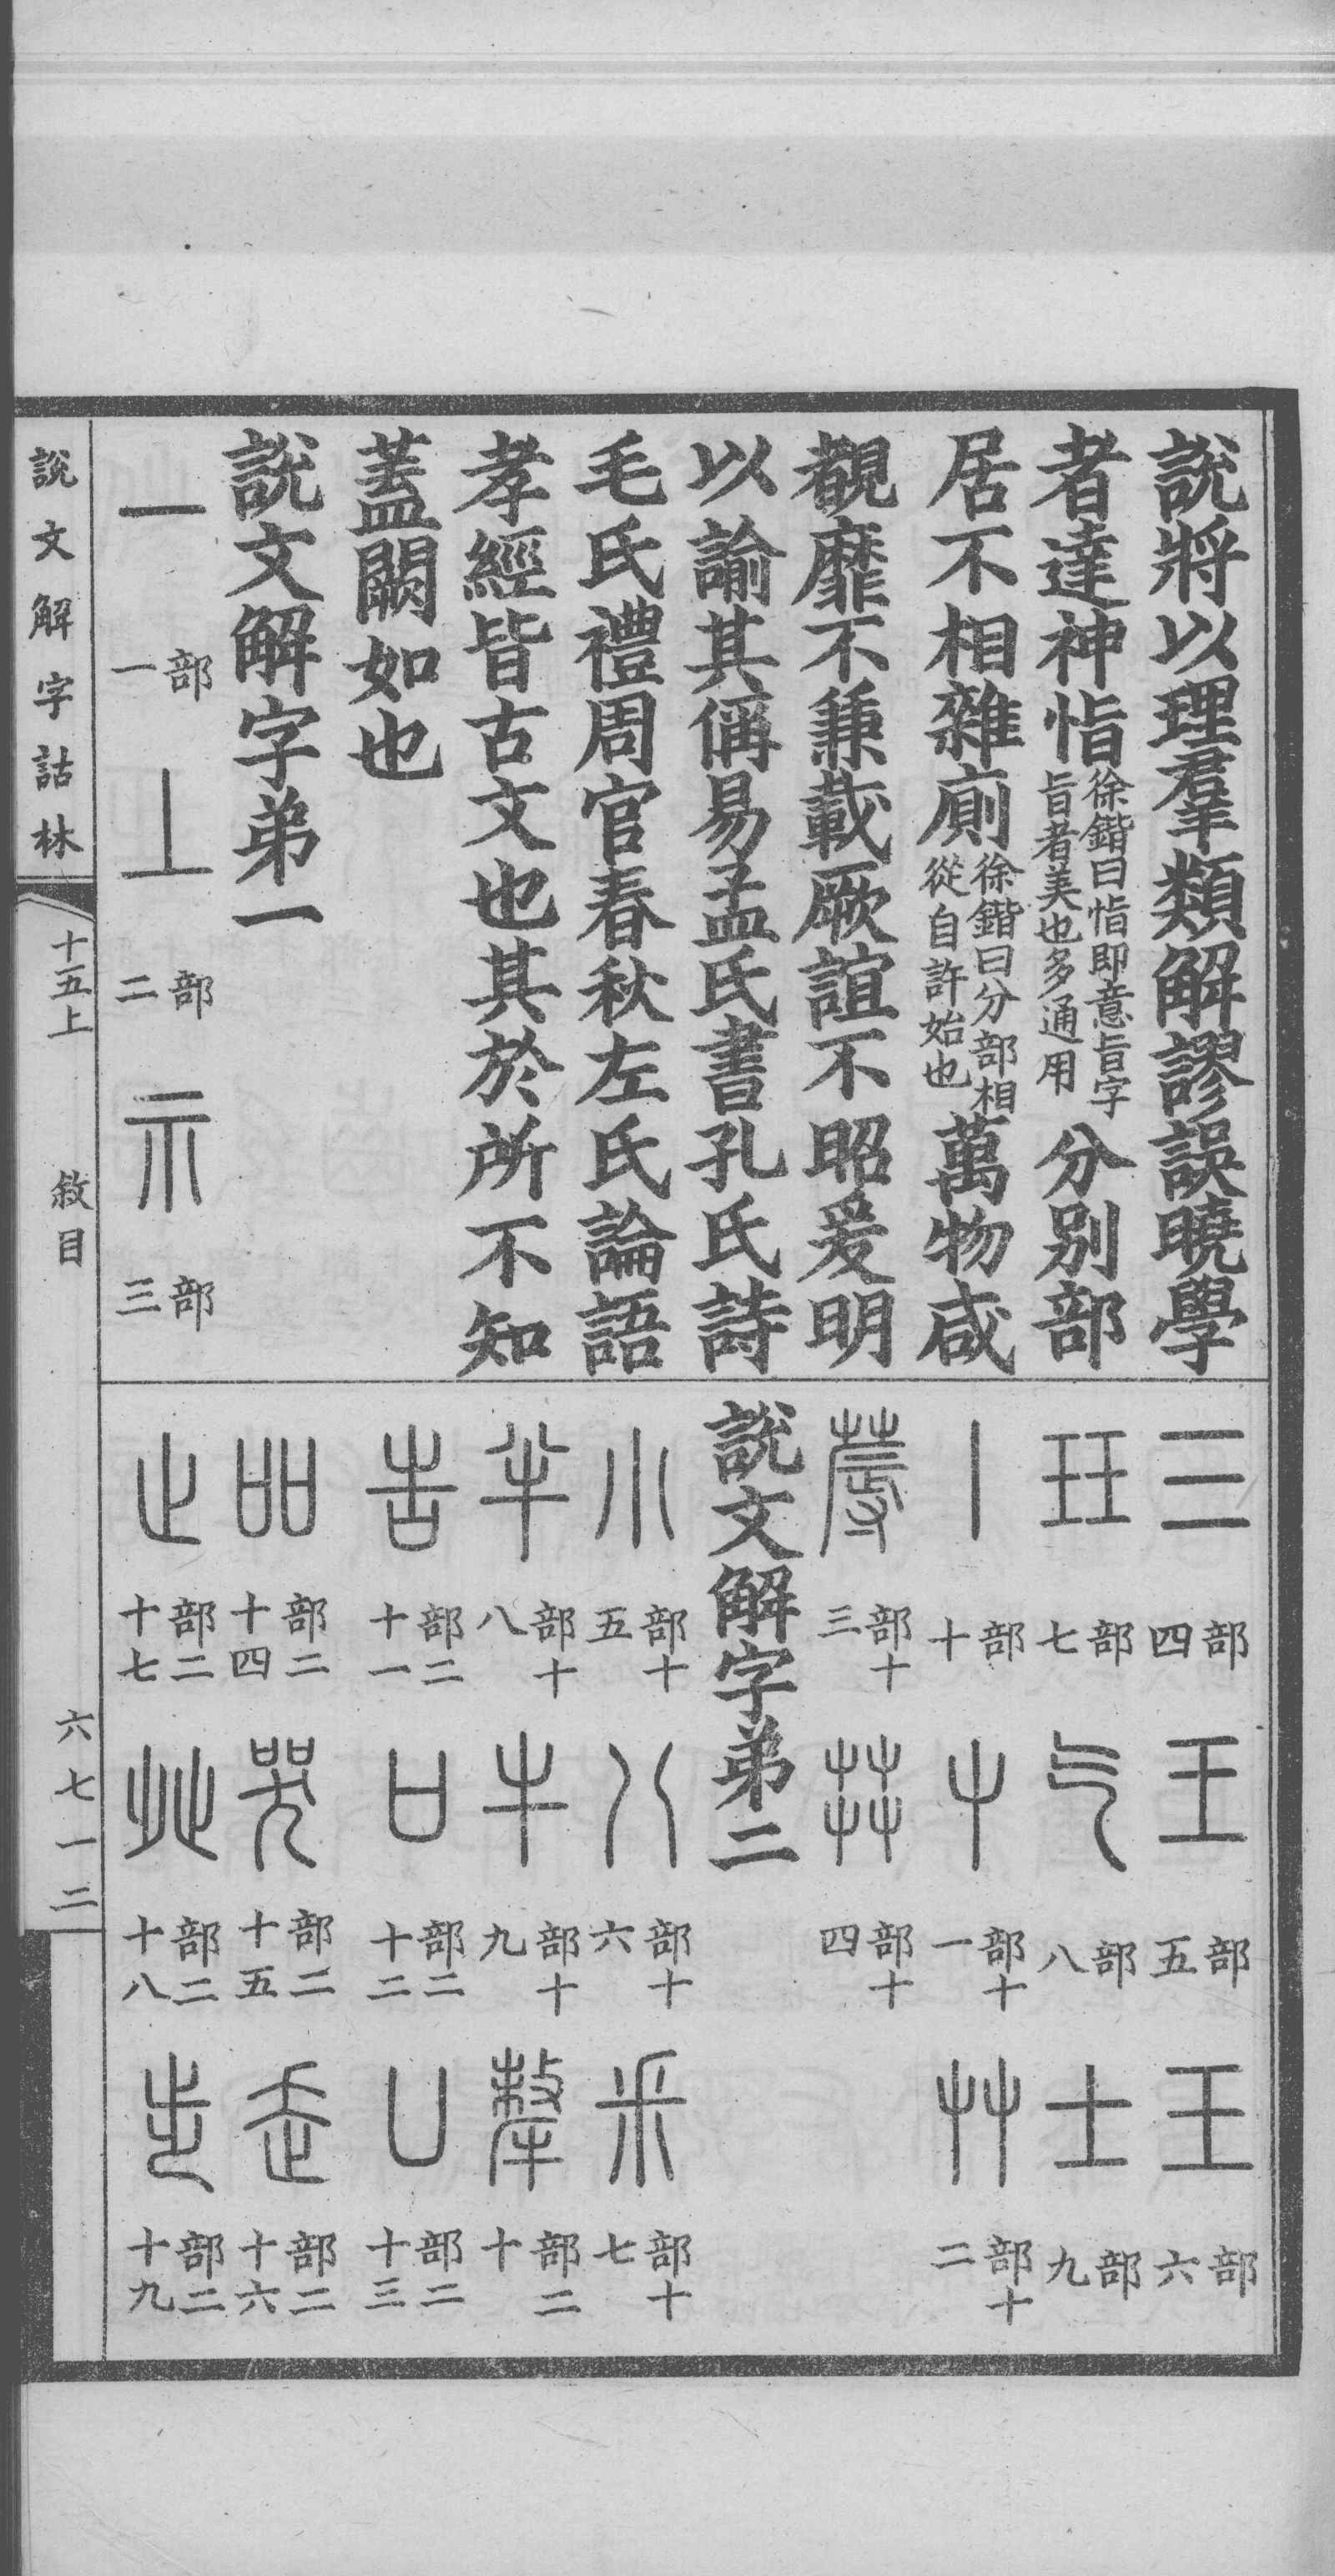 說將以理羣類解謬誤曉學
者達神恉徐鍇曰恉即意旨字旨者美也多通用分別部
居不相雜廁徐鍇曰分部相從自許始也萬物咸
覩靡不兼載厥誼不昭爰明
以諭其偁易孟氏書孔氏詩
毛氏禮周官春秋左氏論語
孝經皆古文也其於所不知
蓋闕如也
說文解字弟一
一部一丄部二示部三
三部四王部五玉部六
玨部七气部八士部九
丨部十屮部十一艸部十二
蓐部十三茻部十四
說文解字弟二
小部十五八部十六釆部十七
半部十八牛部十九犛部二十
告部二十一口部二十二凵部二十三
吅部二十四哭部二十五走部二十六
止部二十七癶部二十八步部二十九
說文解字詁林
十五上
敘目
六七一二